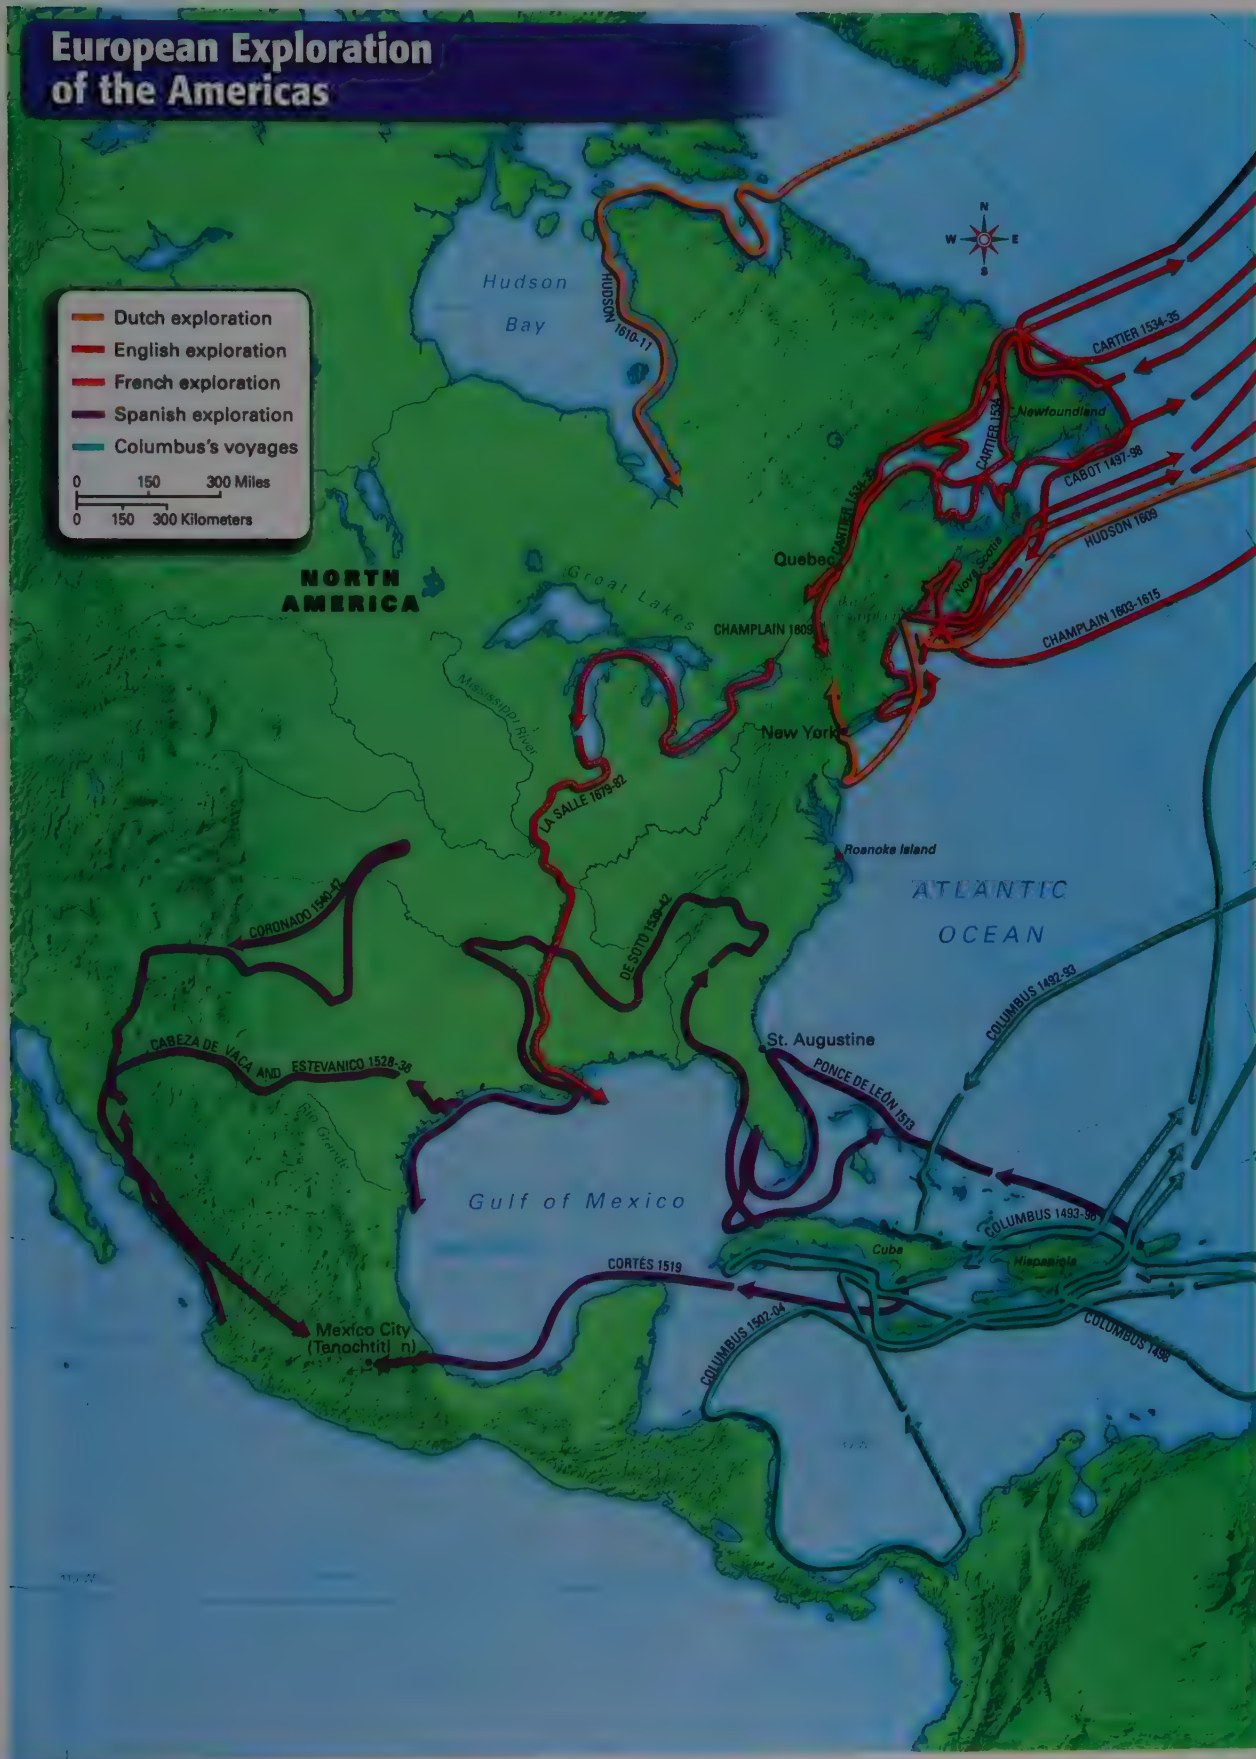 European Exploration
of the Americas
N
W E
S
Hudson
Bay
HUDSON
1610-11
Dutch exploration
English exploration
French exploration
Spanish exploration
Columbus's voyages
0 150 300 Miles
0 150 300 Kilometers
NORTH
AMERICA
CARTIER 1534-35
Newfoundland
CARTIER 1534
CABOT 1497-98
CARTIER 1534-35
HUDSON 1609
Quebec
Nova Scotia
Great Lakes
CHAMPLAIN 1609
CHAMPLAIN 1603-1615
Mississippi River
New York
LA SALLE 1679-82
Roanoke Island
ATLANTIC
OCEAN
CORONADO 1540-42
DE SOTO 1539-42
COLUMBUS 1492-93
CABEZA DE VACA AND ESTEVANICO 1528-36
St. Augustine
PONCE DE LEÓN 1513
Rio Grande
Gulf of Mexico
COLUMBUS 1493-96
Cuba
Hispaniola
CORTÉS 1519
Mexico City
(Tenochtitl n)
COLUMBUS 1502-04
COLUMBUS 1498